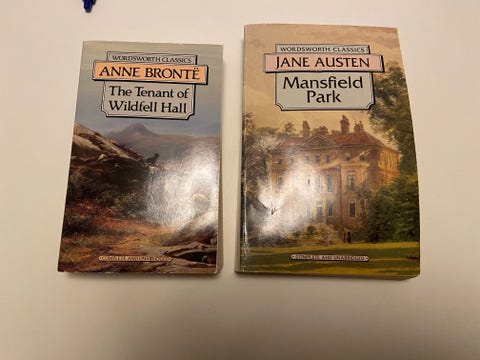 WORDSWORTH CLASSICS
ANNE BRONTË
The Tenant of
Wildfell Hall
COMPLETE AND UNABRIDGED
WORDSWORTH CLASSICS
JANE AUSTEN
Mansfield
Park
COMPLETE AND UNABRIDGED